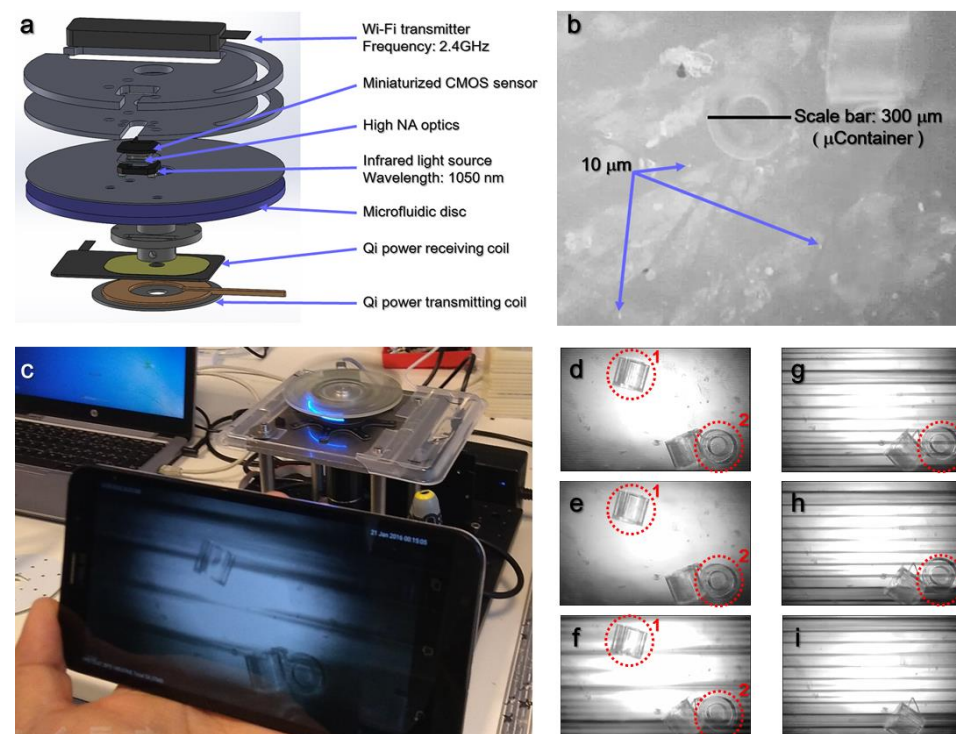 a
Wi-Fi transmitter
Frequency: 2.4GHz
Miniaturized CMOS sensor
High NA optics
Infrared light source
Wavelength: 1050 nm
Microfluidic disc
Qi power receiving coil
Qi power transmitting coil
b
Scale bar: 300 μm
( μContainer )
10 μm
c
21 Jan 2016 00:15:05
d
1
2
e
1
2
f
1
2
g
h
i